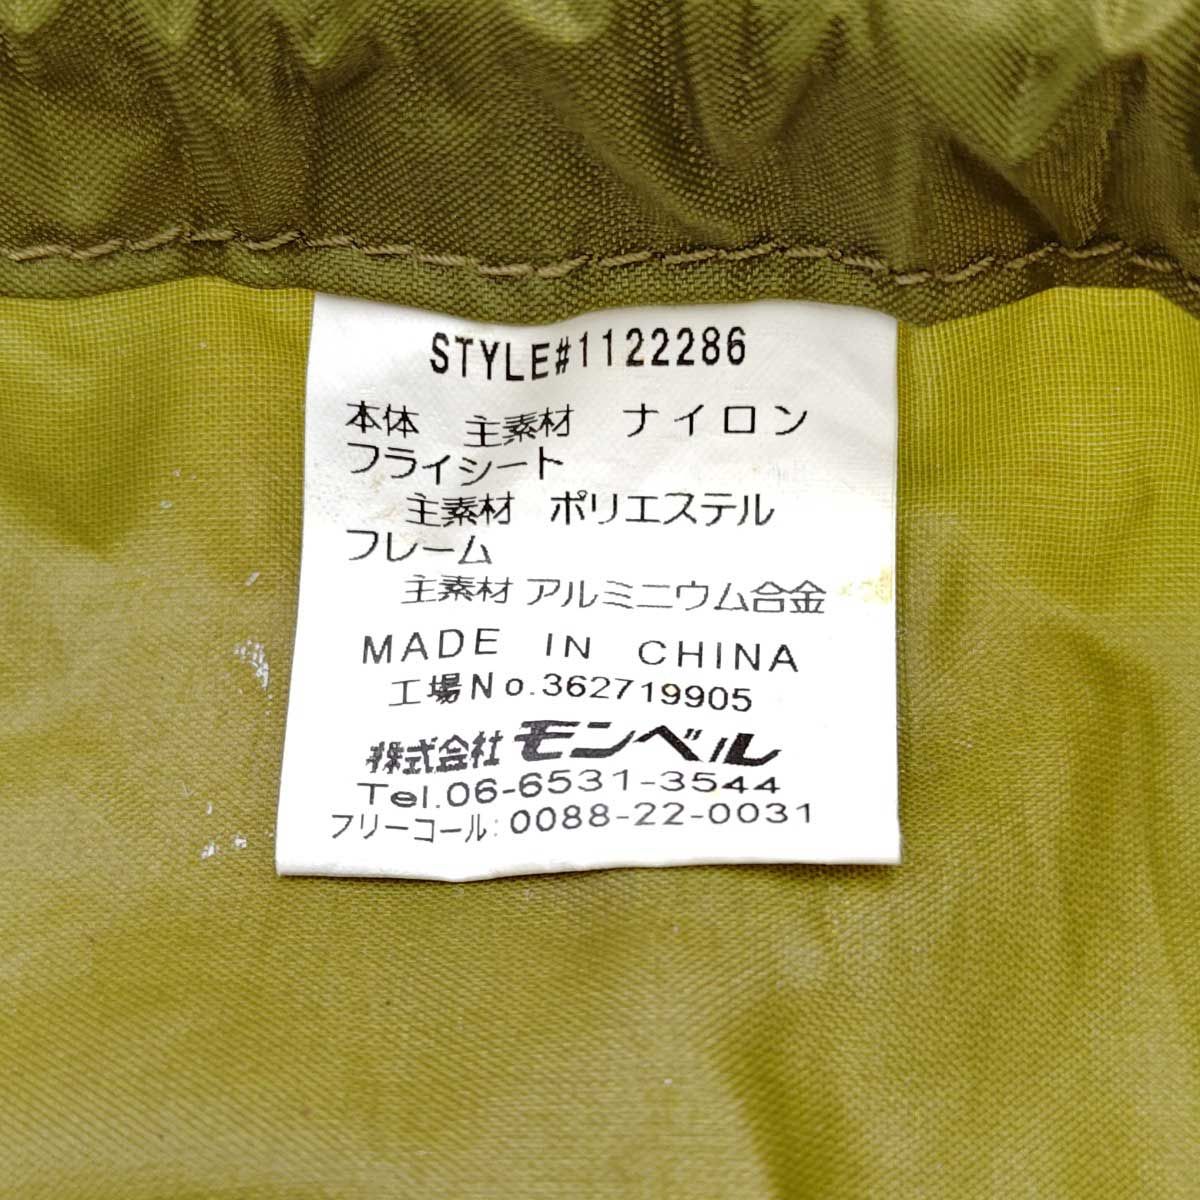 STYLE#1122286
本体 主素材 ナイロン
フライシート
主素材 ポリエステル
フレーム
主素材 アルミニウム合金
MADE IN CHINA
工場No.362719905
株式会社 モンベル
Tel.06-6531-3544
フリーコール:0088-22-0031